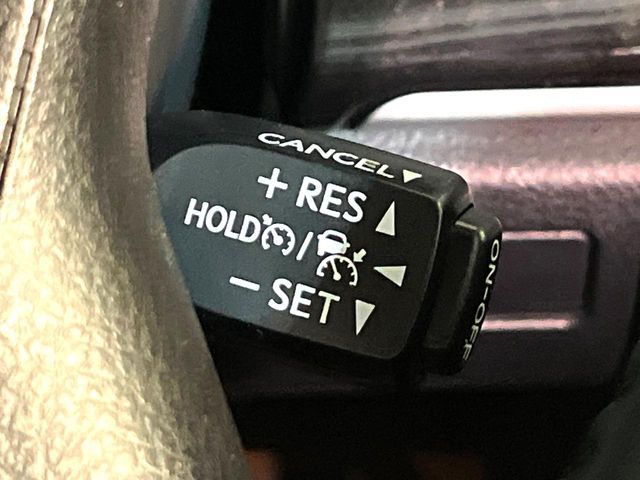 CANCEL▼
+ RES ▲
HOLD / ◀
− SET ▼
ON-OFF